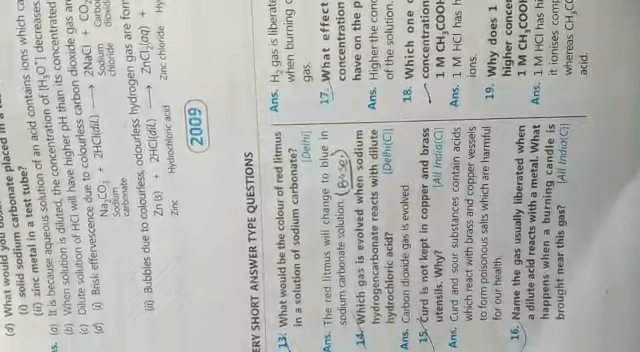 (d) What would you
(i) solid sodium carbonate placed in a
(ii) zinc metal in a test tube?
(a) It is because aqueous solution of an acid contains ions which
(b) When solution is diluted, the concentration of [H₃O⁺] decreases.
(c) Dilute solution of HCl will have higher pH than its concentrated
(d) (i) Brisk effervescence due to colourless carbon dioxide gas are
Na₂CO₃ + 2HCl(dil.) ⟶ 2NaCl + CO₂
Sodium carbonate Sodium chloride Carbon dioxide
(ii) Bubbles due to colourless, odourless hydrogen gas are form
Zn(s) + 2HCl(dil.) ⟶ ZnCl₂(aq) +
Zinc Hydrochloric acid Zinc chloride Hy
2009
ERY SHORT ANSWER TYPE QUESTIONS
13. What would be the colour of red litmus
in a solution of sodium carbonate?
[Delhi]
Ans. The red litmus will change to blue in
sodium carbonate solution. (Base)
14. Which gas is evolved when sodium
hydrogencarbonate reacts with dilute
hydrochloric acid? [Delhi(C)]
Ans. Carbon dioxide gas is evolved.
15. Curd is not kept in copper and brass
utensils. Why? [All India(C)]
Ans. Curd and sour substances contain acids
which react with brass and copper vessels
to form poisonous salts which are harmful
for our health.
16. Name the gas usually liberated when
a dilute acid reacts with a metal. What
happens when a burning candle is
brought near this gas? [All India(C)]
Ans. H₂ gas is liberate
when burning c
gas.
17. What effect
concentration
have on the p
Ans. Higher the conc
of the solution.
18. Which one
concentration
1 M CH₃COOH
Ans. 1 M HCl has h
ions.
19. Why does 1
higher concen
1 M CH₃COOH
Ans. 1 M HCl has hi
it ionises comp
whereas CH₃CO
acid.